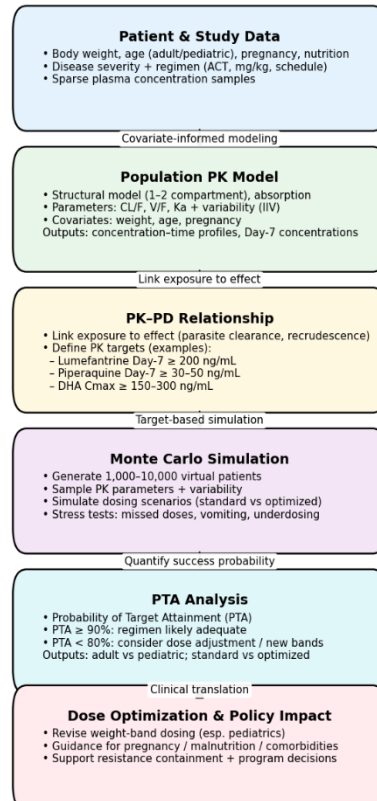 Patient & Study Data
• Body weight, age (adult/pediatric), pregnancy, nutrition
• Disease severity + regimen (ACT, mg/kg, schedule)
• Sparse plasma concentration samples
Covariate-informed modeling
Population PK Model
• Structural model (1–2 compartment), absorption
• Parameters: CL/F, V/F, Ka + variability (IIV)
• Covariates: weight, age, pregnancy
Outputs: concentration–time profiles, Day-7 concentrations
Link exposure to effect
PK–PD Relationship
• Link exposure to effect (parasite clearance, recrudescence)
• Define PK targets (examples):
– Lumefantrine Day-7 ≥ 200 ng/mL
– Piperaquine Day-7 ≥ 30–50 ng/mL
– DHA Cmax ≥ 150–300 ng/mL
Target-based simulation
Monte Carlo Simulation
• Generate 1,000–10,000 virtual patients
• Sample PK parameters + variability
• Simulate dosing scenarios (standard vs optimized)
• Stress tests: missed doses, vomiting, underdosing
Quantify success probability
PTA Analysis
• Probability of Target Attainment (PTA)
• PTA ≥ 90%: regimen likely adequate
• PTA < 80%: consider dose adjustment / new bands
Outputs: adult vs pediatric; standard vs optimized
Clinical translation
Dose Optimization & Policy Impact
• Revise weight-band dosing (esp. pediatrics)
• Guidance for pregnancy / malnutrition / comorbidities
• Support resistance containment + program decisions